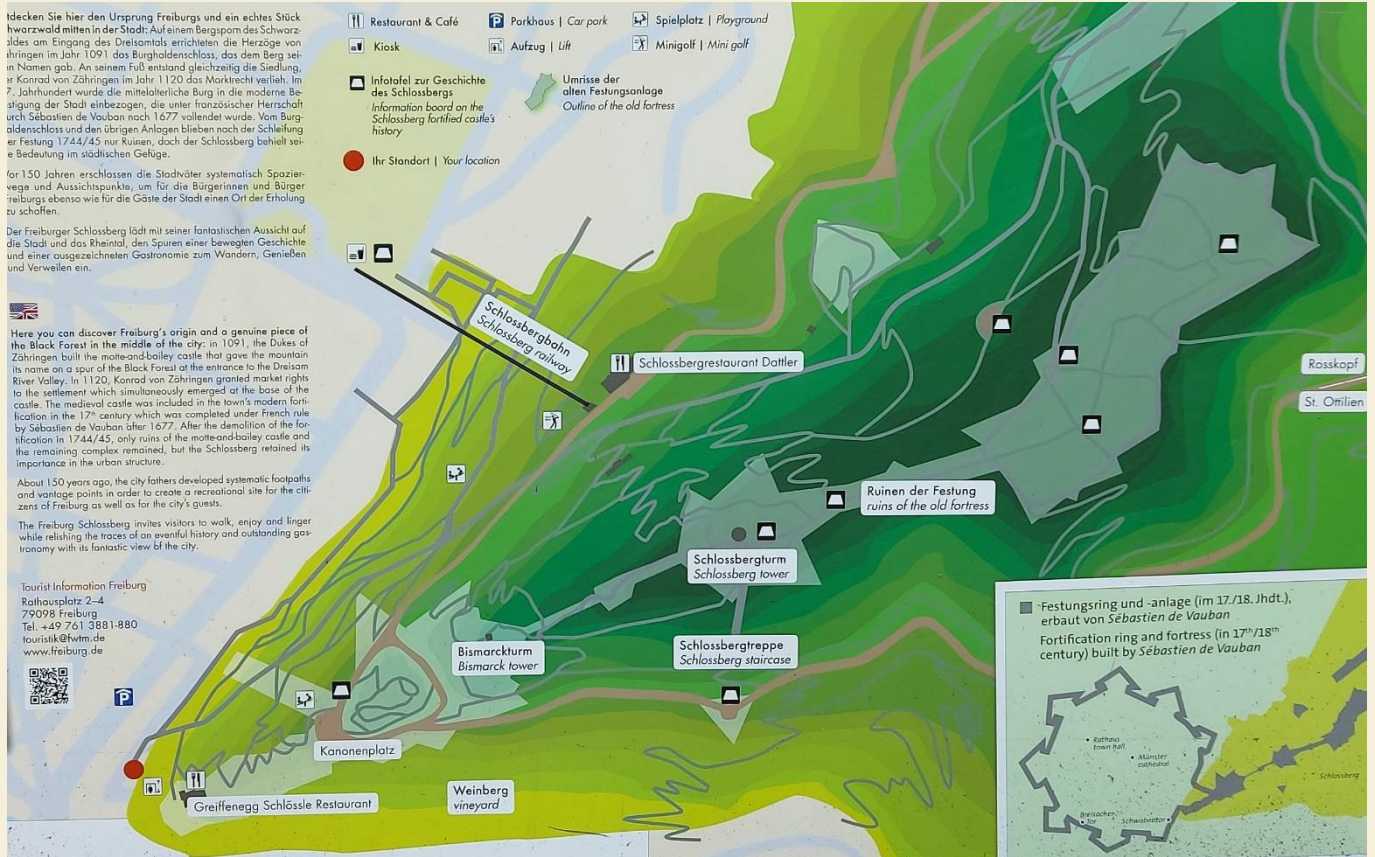 tdecken Sie hier den Ursprung Freiburgs und ein echtes Stück
hwarzwald mitten in der Stadt: Auf einem Bergsporn des Schwarz-
aldes am Eingang des Dreisamtals errichteten die Herzöge von
ähringen im Jahr 1091 das Burghaldenschloss, das dem Berg sei-
n Namen gab. An seinem Fuß entstand gleichzeitig die Siedlung,
er Konrad von Zähringen im Jahr 1120 das Marktrecht verlieh. Im
7. Jahrhundert wurde die mittelalterliche Burg in die moderne Be-
stigung der Stadt einbezogen, die unter französischer Herrschaft
urch Sébastien de Vauban nach 1677 vollendet wurde. Vom Burg-
aldenschloss und den übrigen Anlagen blieben nach der Schleifung
er Festung 1744/45 nur Ruinen, doch der Schlossberg behielt sei-
e Bedeutung im städtischen Gefüge.
Vor 150 Jahren erschlossen die Stadtväter systematisch Spazier-
wege und Aussichtspunkte, um für die Bürgerinnen und Bürger
Freiburgs ebenso wie für die Gäste der Stadt einen Ort der Erholung
zu schaffen.
Der Freiburger Schlossberg lädt mit seiner fantastischen Aussicht auf
die Stadt und das Rheintal, den Spuren einer bewegten Geschichte
und einer ausgezeichneten Gastronomie zum Wandern, Genießen
und Verweilen ein.
Here you can discover Freiburg's origin and a genuine piece of
the Black Forest in the middle of the city: in 1091, the Dukes of
Zähringen built the motte-and-bailey castle that gave the mountain
its name on a spur of the Black Forest at the entrance to the Dreisam
River Valley. In 1120, Konrad von Zähringen granted market rights
to the settlement which simultaneously emerged at the base of the
castle. The medieval castle was included in the town's modern forti-
fication in the 17th century which was completed under French rule
by Sébastien de Vauban after 1677. After the demolition of the for-
tification In 1744/45, only ruins of the motte-and-bailey castle and
the remaining complex remained, but the Schlossberg retained its
importance in the urban structure.
About 150 years ago, the city fathers developed systematic footpaths
and vantage points in order to create a recreational site for the citi-
zens of Freiburg as well as for the city's guests.
The Freiburg Schlossberg invites visitors to walk, enjoy and linger
while relishing the traces of an eventful history and outstanding gas-
tronomy with its fantastic view of the city.
Tourist Information Freiburg
Rathausplatz 2–4
79098 Freiburg
Tel. +49 761 3881-880
touristik@fwtm.de
www.freiburg.de
Restaurant & Café
P Parkhaus | Car park
Spielplatz | Playground
Kiosk
Aufzug | Lift
Minigolf | Mini golf
Infotafel zur Geschichte
des Schlossbergs
Information board on the
Schlossberg fortified castle's
history
Umrisse der
alten Festungsanlage
Outline of the old fortress
Ihr Standort | Your location
Schlossbergbahn
Schlossberg railway
Schlossbergrestaurant Dattler
Rosskopf
St. Ottilien
Ruinen der Festung
ruins of the old fortress
Schlossbergturm
Schlossberg tower
Bismarckturm
Bismarck tower
Schlossbergtreppe
Schlossberg staircase
P
Kanonenplatz
Greiffenegg Schlössle Restaurant
Weinberg
vineyard
Festungsring und -anlage (im 17./18. Jhdt.),
erbaut von Sébastien de Vauban
Fortification ring and fortress (in 17th/18th
century) built by Sébastien de Vauban
Rathaus
town hall
Münster
cathedral
Breisacher
Tor
Schwabentor
Schlossberg